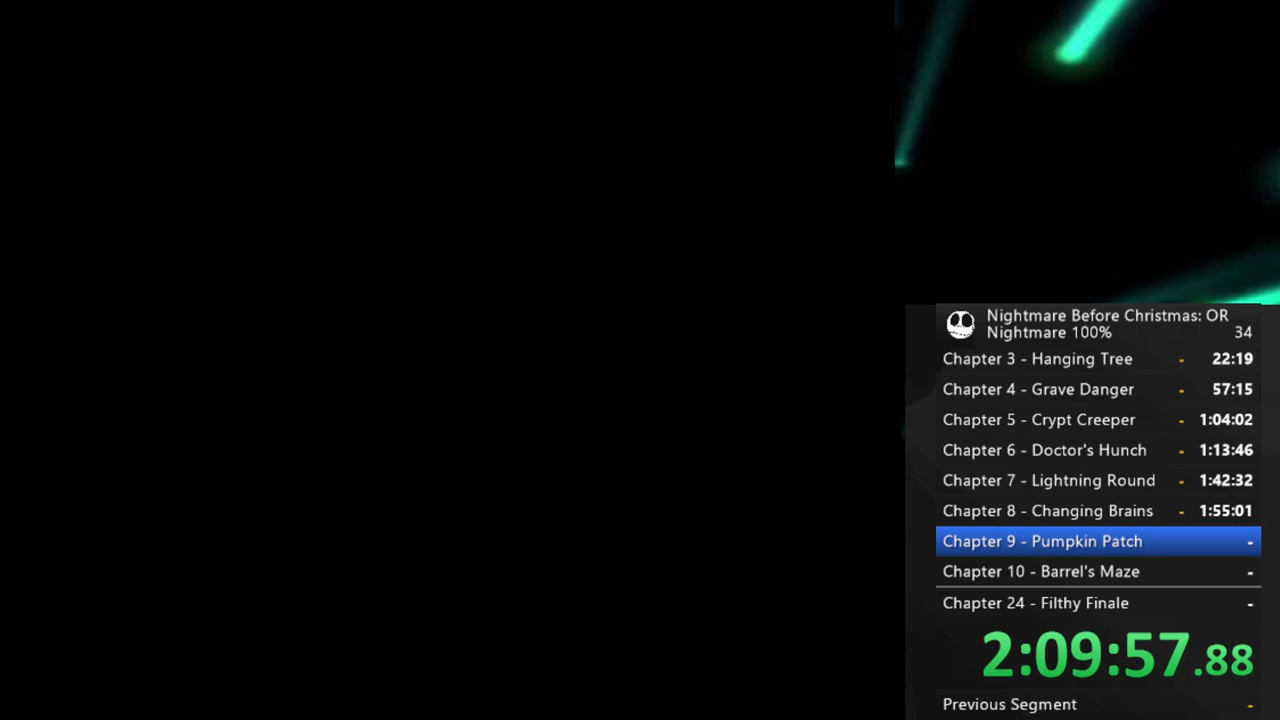 Nightmare Before Christmas: OR
Nightmare 100% 34
Chapter 3 - Hanging Tree - 22:19
Chapter 4 - Grave Danger - 57:15
Chapter 5 - Crypt Creeper - 1:04:02
Chapter 6 - Doctor's Hunch - 1:13:46
Chapter 7 - Lightning Round - 1:42:32
Chapter 8 - Changing Brains - 1:55:01
Chapter 9 - Pumpkin Patch -
Chapter 10 - Barrel's Maze -
Chapter 24 - Filthy Finale -
2:09:57.88
Previous Segment -